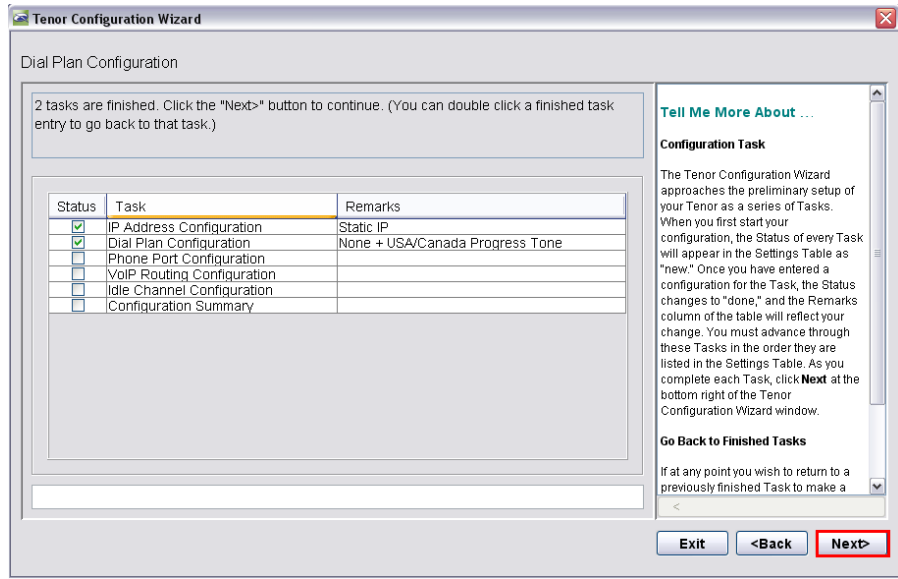 Tenor Configuration Wizard
Dial Plan Configuration
2 tasks are finished. Click the "Next>" button to continue. (You can double click a finished task
entry to go back to that task.)
Status Task Remarks
IP Address Configuration Static IP
Dial Plan Configuration None + USA/Canada Progress Tone
Phone Port Configuration
VoIP Routing Configuration
Idle Channel Configuration
Configuration Summary
Tell Me More About ...
Configuration Task
The Tenor Configuration Wizard
approaches the preliminary setup of
your Tenor as a series of Tasks.
When you first start your
configuration, the Status of every Task
will appear in the Settings Table as
"new." Once you have entered a
configuration for the Task, the Status
changes to "done," and the Remarks
column of the table will reflect your
change. You must advance through
these Tasks in the order they are
listed in the Settings Table. As you
complete each Task, click Next at the
bottom right of the Tenor
Configuration Wizard window.
Go Back to Finished Tasks
If at any point you wish to return to a
previously finished Task to make a
<
Exit <Back Next>